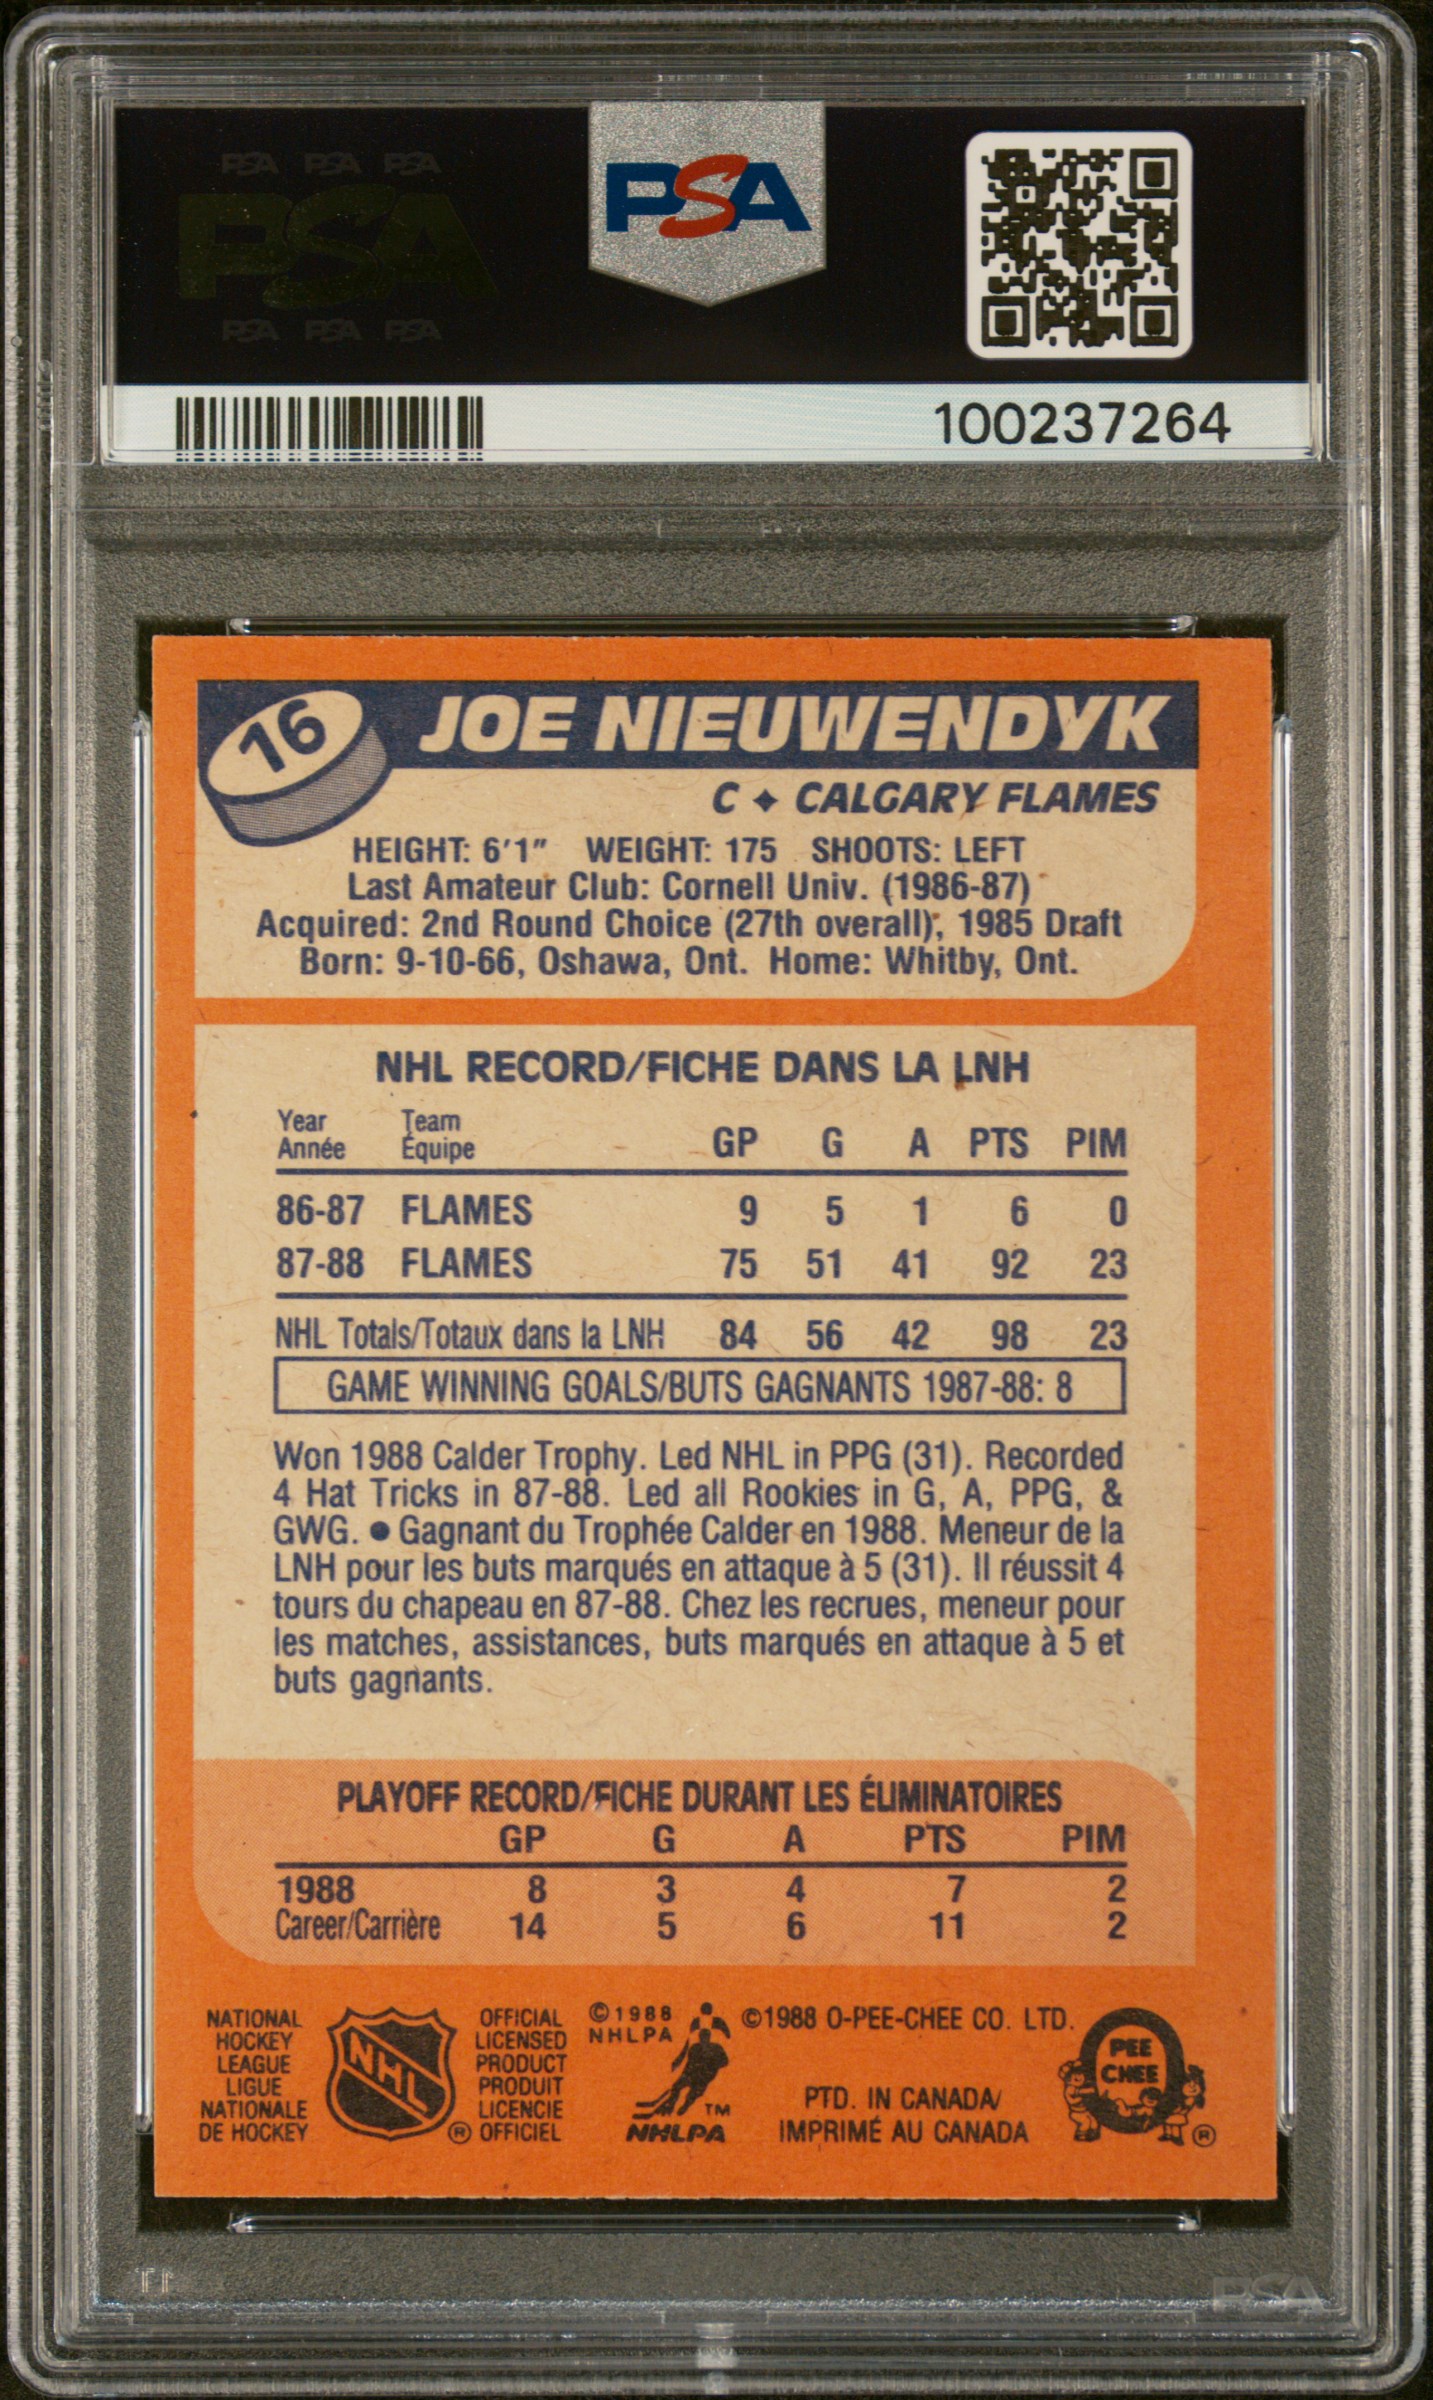 PSA PSA PSA
PSA
PSA PSA PSA
PSA
100237264
16
JOE NIEUWENDYK
C ♦ CALGARY FLAMES
HEIGHT: 6'1" WEIGHT: 175 SHOOTS: LEFT
Last Amateur Club: Cornell Univ. (1986-87)
Acquired: 2nd Round Choice (27th overall), 1985 Draft
Born: 9-10-66, Oshawa, Ont. Home: Whitby, Ont.
NHL RECORD/FICHE DANS LA LNH
Year Team
Année Équipe GP G A PTS PIM
86-87 FLAMES 9 5 1 6 0
87-88 FLAMES 75 51 41 92 23
NHL Totals/Totaux dans la LNH 84 56 42 98 23
GAME WINNING GOALS/BUTS GAGNANTS 1987-88: 8
Won 1988 Calder Trophy. Led NHL in PPG (31). Recorded
4 Hat Tricks in 87-88. Led all Rookies in G, A, PPG, &
GWG. ● Gagnant du Trophée Calder en 1988. Meneur de la
LNH pour les buts marqués en attaque à 5 (31). Il réussit 4
tours du chapeau en 87-88. Chez les recrues, meneur pour
les matches, assistances, buts marqués en attaque à 5 et
buts gagnants.
PLAYOFF RECORD/FICHE DURANT LES ÉLIMINATOIRES
GP G A PTS PIM
1988 8 3 4 7 2
Career/Carrière 14 5 6 11 2
NATIONAL
HOCKEY
LEAGUE
LIGUE
NATIONALE
DE HOCKEY
NHL
®
OFFICIAL
LICENSED
PRODUCT
PRODUIT
LICENCIE
OFFICIEL
©1988
NHLPA
TM
NHLPA
©1988 O-PEE-CHEE CO. LTD.
PTD. IN CANADA/
IMPRIMÉ AU CANADA
PEE
CHEE
®
PSA